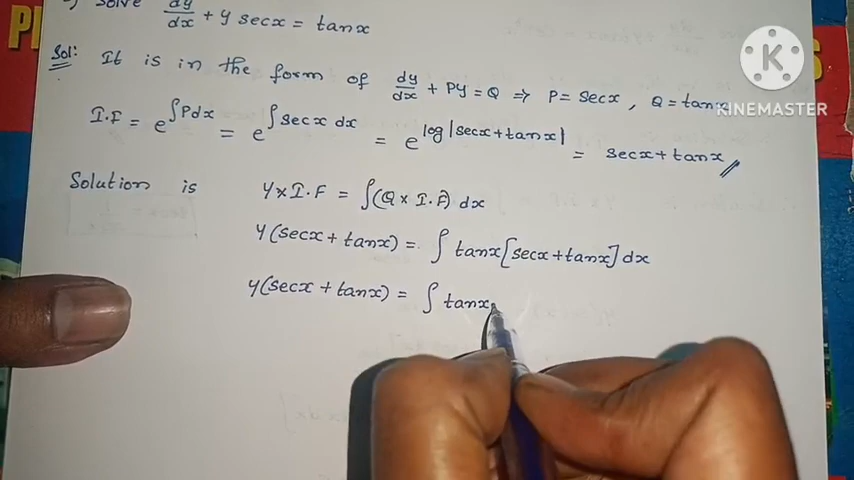 Solve dy/dx + y secx = tanx
Sol: It is in the form of dy/dx + Py = Q ⇒ P = secx , Q = tanx
I.F = e^∫Pdx = e^∫secx dx = e^log|secx+tanx| = secx + tanx
Solution is y × I.F = ∫(Q × I.F) dx
y(secx + tanx) = ∫ tanx[secx + tanx] dx
y(secx + tanx) = ∫ tanx
K
KINEMASTER